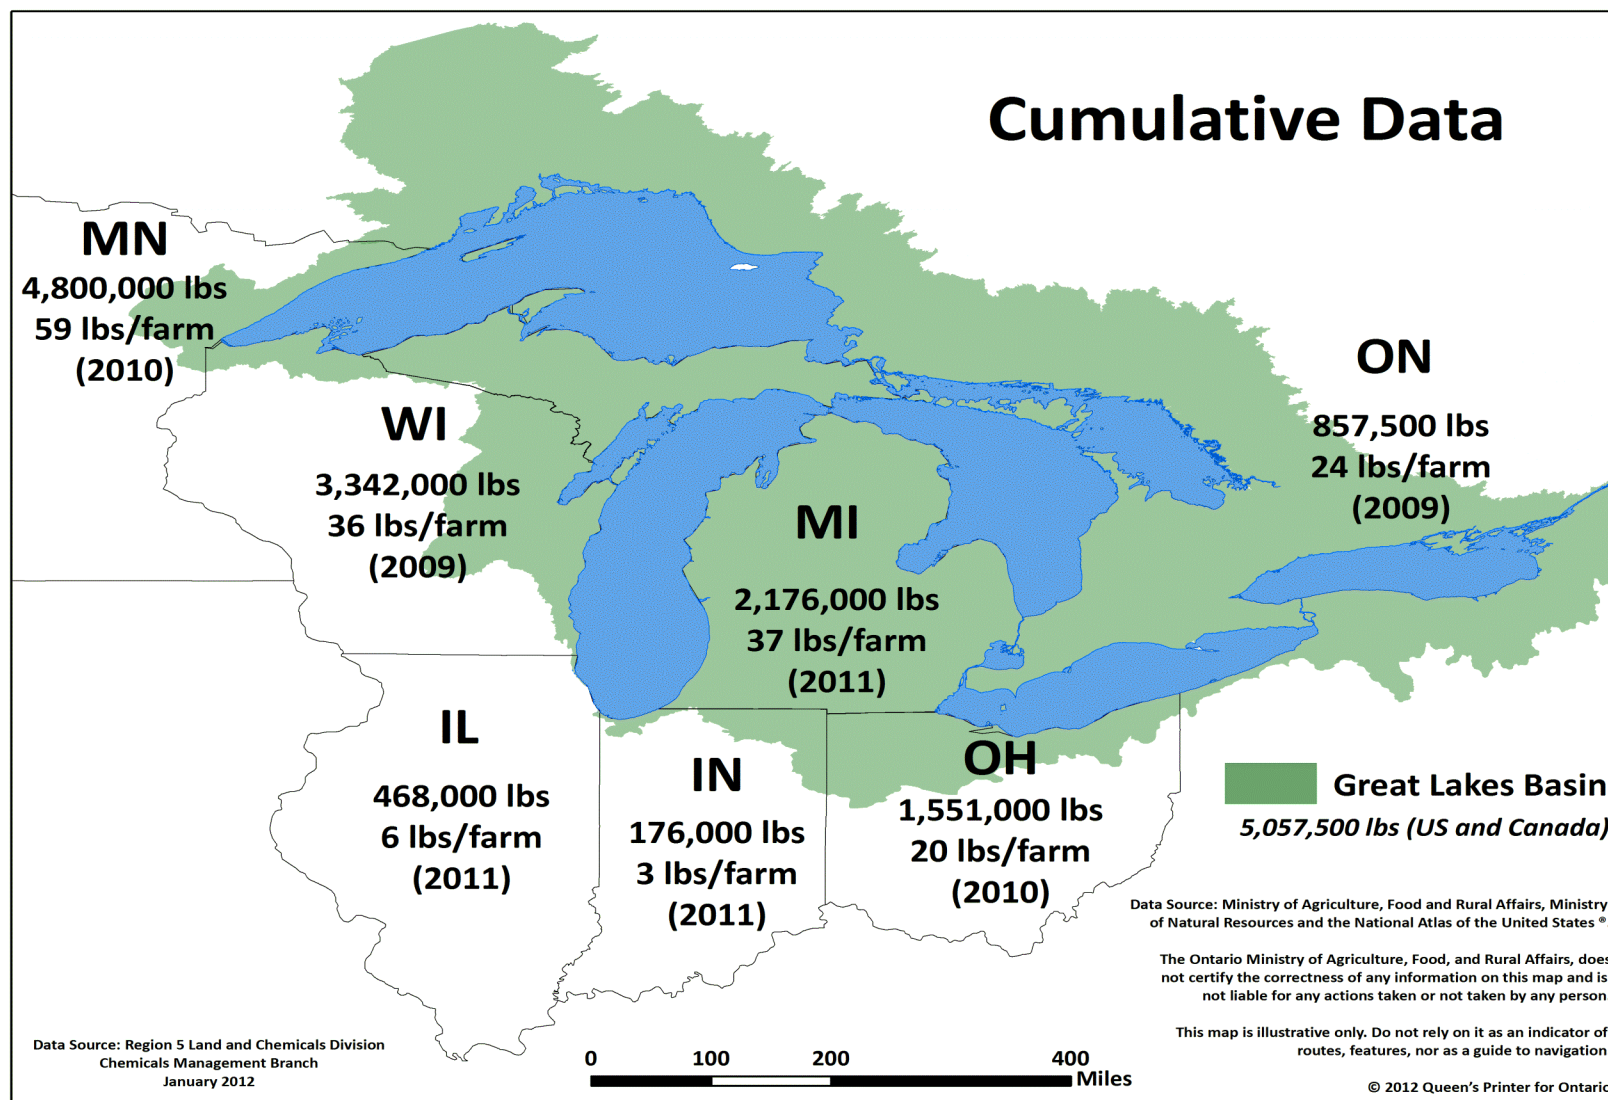 Cumulative Data
MN
4,800,000 lbs
59 lbs/farm
(2010)
WI
3,342,000 lbs
36 lbs/farm
(2009)
MI
2,176,000 lbs
37 lbs/farm
(2011)
ON
857,500 lbs
24 lbs/farm
(2009)
IL
468,000 lbs
6 lbs/farm
(2011)
IN
176,000 lbs
3 lbs/farm
(2011)
OH
1,551,000 lbs
20 lbs/farm
(2010)
Great Lakes Basin
5,057,500 lbs (US and Canada)
Data Source: Ministry of Agriculture, Food and Rural Affairs, Ministry
of Natural Resources and the National Atlas of the United States ®.
The Ontario Ministry of Agriculture, Food, and Rural Affairs, does
not certify the correctness of any information on this map and is
not liable for any actions taken or not taken by any person.
This map is illustrative only. Do not rely on it as an indicator of
routes, features, nor as a guide to navigation.
© 2012 Queen's Printer for Ontario
Data Source: Region 5 Land and Chemicals Division
Chemicals Management Branch
January 2012
0 100 200 400
Miles